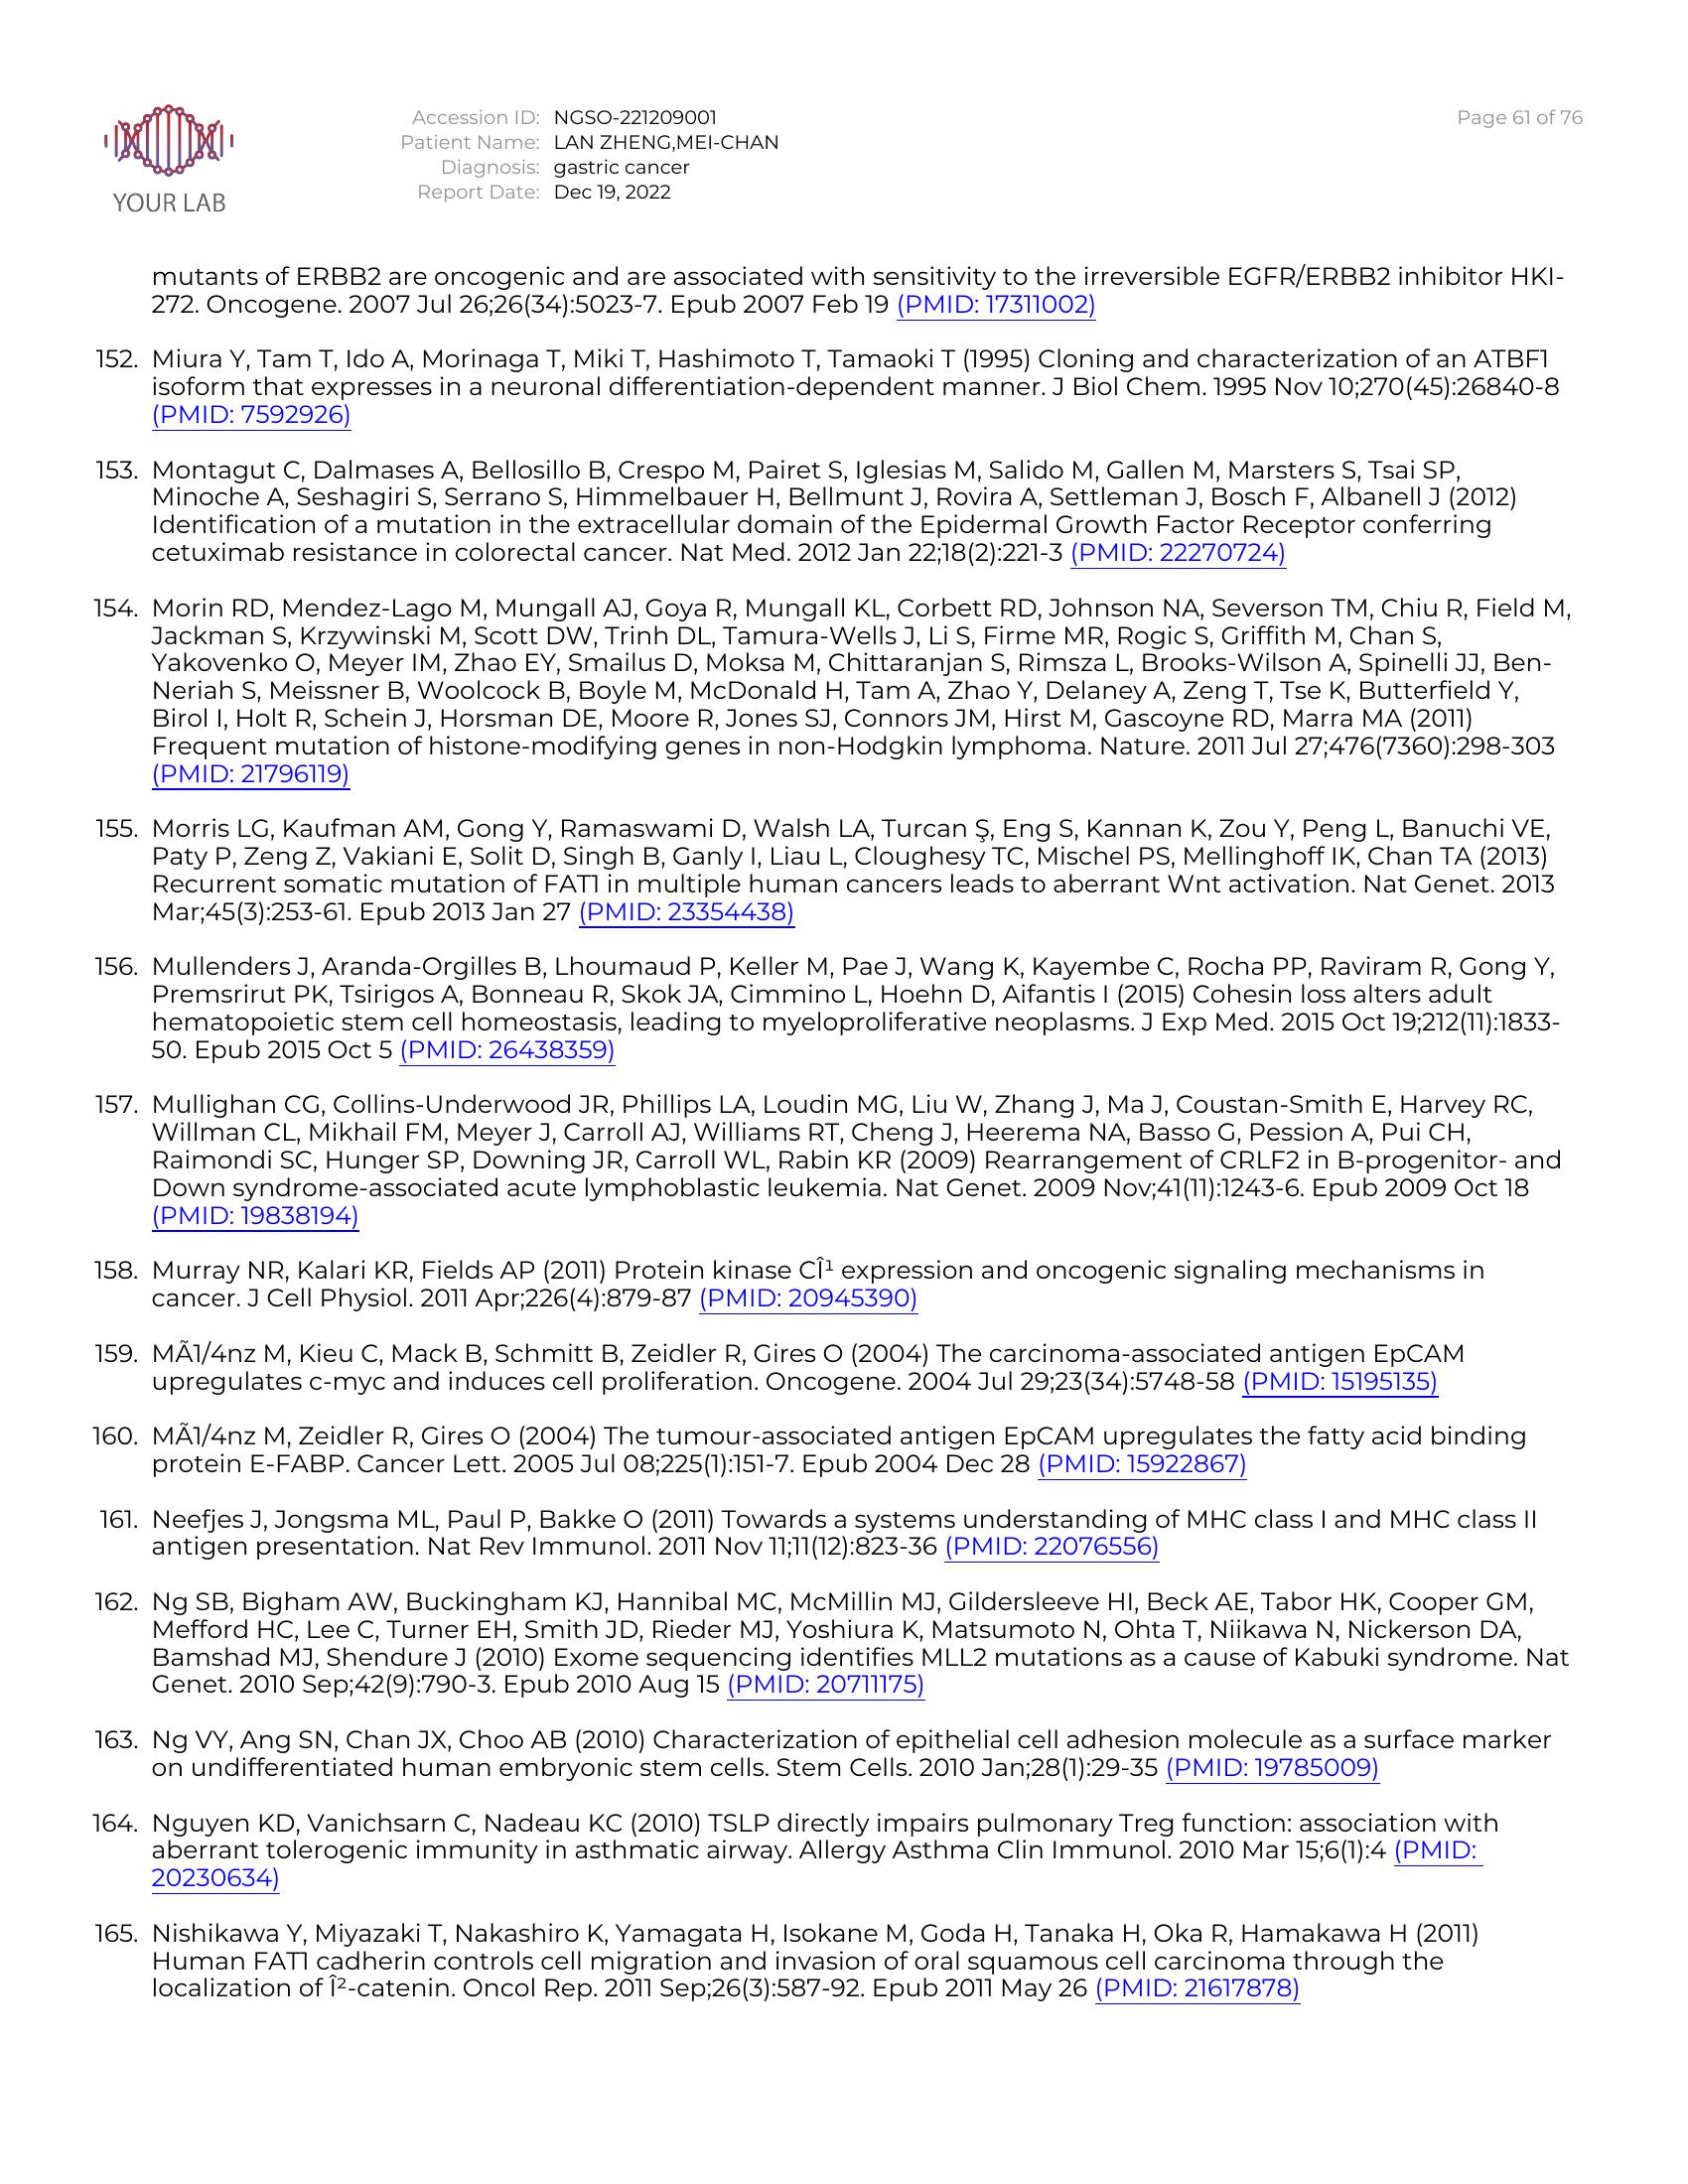 YOUR LAB
Accession ID: NGSO-221209001
Patient Name: LAN ZHENG,MEI-CHAN
Diagnosis: gastric cancer
Report Date: Dec 19, 2022
Page 61 of 76
mutants of ERBB2 are oncogenic and are associated with sensitivity to the irreversible EGFR/ERBB2 inhibitor HKI-
272. Oncogene. 2007 Jul 26;26(34):5023-7. Epub 2007 Feb 19 (PMID: 17311002)
152. Miura Y, Tam T, Ido A, Morinaga T, Miki T, Hashimoto T, Tamaoki T (1995) Cloning and characterization of an ATBF1
isoform that expresses in a neuronal differentiation-dependent manner. J Biol Chem. 1995 Nov 10;270(45):26840-8
(PMID: 7592926)
153. Montagut C, Dalmases A, Bellosillo B, Crespo M, Pairet S, Iglesias M, Salido M, Gallen M, Marsters S, Tsai SP,
Minoche A, Seshagiri S, Serrano S, Himmelbauer H, Bellmunt J, Rovira A, Settleman J, Bosch F, Albanell J (2012)
Identification of a mutation in the extracellular domain of the Epidermal Growth Factor Receptor conferring
cetuximab resistance in colorectal cancer. Nat Med. 2012 Jan 22;18(2):221-3 (PMID: 22270724)
154. Morin RD, Mendez-Lago M, Mungall AJ, Goya R, Mungall KL, Corbett RD, Johnson NA, Severson TM, Chiu R, Field M,
Jackman S, Krzywinski M, Scott DW, Trinh DL, Tamura-Wells J, Li S, Firme MR, Rogic S, Griffith M, Chan S,
Yakovenko O, Meyer IM, Zhao EY, Smailus D, Moksa M, Chittaranjan S, Rimsza L, Brooks-Wilson A, Spinelli JJ, Ben-
Neriah S, Meissner B, Woolcock B, Boyle M, McDonald H, Tam A, Zhao Y, Delaney A, Zeng T, Tse K, Butterfield Y,
Birol I, Holt R, Schein J, Horsman DE, Moore R, Jones SJ, Connors JM, Hirst M, Gascoyne RD, Marra MA (2011)
Frequent mutation of histone-modifying genes in non-Hodgkin lymphoma. Nature. 2011 Jul 27;476(7360):298-303
(PMID: 21796119)
155. Morris LG, Kaufman AM, Gong Y, Ramaswami D, Walsh LA, Turcan Ş, Eng S, Kannan K, Zou Y, Peng L, Banuchi VE,
Paty P, Zeng Z, Vakiani E, Solit D, Singh B, Ganly I, Liau L, Cloughesy TC, Mischel PS, Mellinghoff IK, Chan TA (2013)
Recurrent somatic mutation of FAT1 in multiple human cancers leads to aberrant Wnt activation. Nat Genet. 2013
Mar;45(3):253-61. Epub 2013 Jan 27 (PMID: 23354438)
156. Mullenders J, Aranda-Orgilles B, Lhoumaud P, Keller M, Pae J, Wang K, Kayembe C, Rocha PP, Raviram R, Gong Y,
Premsrirut PK, Tsirigos A, Bonneau R, Skok JA, Cimmino L, Hoehn D, Aifantis I (2015) Cohesin loss alters adult
hematopoietic stem cell homeostasis, leading to myeloproliferative neoplasms. J Exp Med. 2015 Oct 19;212(11):1833-
50. Epub 2015 Oct 5 (PMID: 26438359)
157. Mullighan CG, Collins-Underwood JR, Phillips LA, Loudin MG, Liu W, Zhang J, Ma J, Coustan-Smith E, Harvey RC,
Willman CL, Mikhail FM, Meyer J, Carroll AJ, Williams RT, Cheng J, Heerema NA, Basso G, Pession A, Pui CH,
Raimondi SC, Hunger SP, Downing JR, Carroll WL, Rabin KR (2009) Rearrangement of CRLF2 in B-progenitor- and
Down syndrome-associated acute lymphoblastic leukemia. Nat Genet. 2009 Nov;41(11):1243-6. Epub 2009 Oct 18
(PMID: 19838194)
158. Murray NR, Kalari KR, Fields AP (2011) Protein kinase CÎ¹ expression and oncogenic signaling mechanisms in
cancer. J Cell Physiol. 2011 Apr;226(4):879-87 (PMID: 20945390)
159. MÃ1/4nz M, Kieu C, Mack B, Schmitt B, Zeidler R, Gires O (2004) The carcinoma-associated antigen EpCAM
upregulates c-myc and induces cell proliferation. Oncogene. 2004 Jul 29;23(34):5748-58 (PMID: 15195135)
160. MÃ1/4nz M, Zeidler R, Gires O (2004) The tumour-associated antigen EpCAM upregulates the fatty acid binding
protein E-FABP. Cancer Lett. 2005 Jul 08;225(1):151-7. Epub 2004 Dec 28 (PMID: 15922867)
161. Neefjes J, Jongsma ML, Paul P, Bakke O (2011) Towards a systems understanding of MHC class I and MHC class II
antigen presentation. Nat Rev Immunol. 2011 Nov 11;11(12):823-36 (PMID: 22076556)
162. Ng SB, Bigham AW, Buckingham KJ, Hannibal MC, McMillin MJ, Gildersleeve HI, Beck AE, Tabor HK, Cooper GM,
Mefford HC, Lee C, Turner EH, Smith JD, Rieder MJ, Yoshiura K, Matsumoto N, Ohta T, Niikawa N, Nickerson DA,
Bamshad MJ, Shendure J (2010) Exome sequencing identifies MLL2 mutations as a cause of Kabuki syndrome. Nat
Genet. 2010 Sep;42(9):790-3. Epub 2010 Aug 15 (PMID: 20711175)
163. Ng VY, Ang SN, Chan JX, Choo AB (2010) Characterization of epithelial cell adhesion molecule as a surface marker
on undifferentiated human embryonic stem cells. Stem Cells. 2010 Jan;28(1):29-35 (PMID: 19785009)
164. Nguyen KD, Vanichsarn C, Nadeau KC (2010) TSLP directly impairs pulmonary Treg function: association with
aberrant tolerogenic immunity in asthmatic airway. Allergy Asthma Clin Immunol. 2010 Mar 15;6(1):4 (PMID:
20230634)
165. Nishikawa Y, Miyazaki T, Nakashiro K, Yamagata H, Isokane M, Goda H, Tanaka H, Oka R, Hamakawa H (2011)
Human FAT1 cadherin controls cell migration and invasion of oral squamous cell carcinoma through the
localization of Î²-catenin. Oncol Rep. 2011 Sep;26(3):587-92. Epub 2011 May 26 (PMID: 21617878)